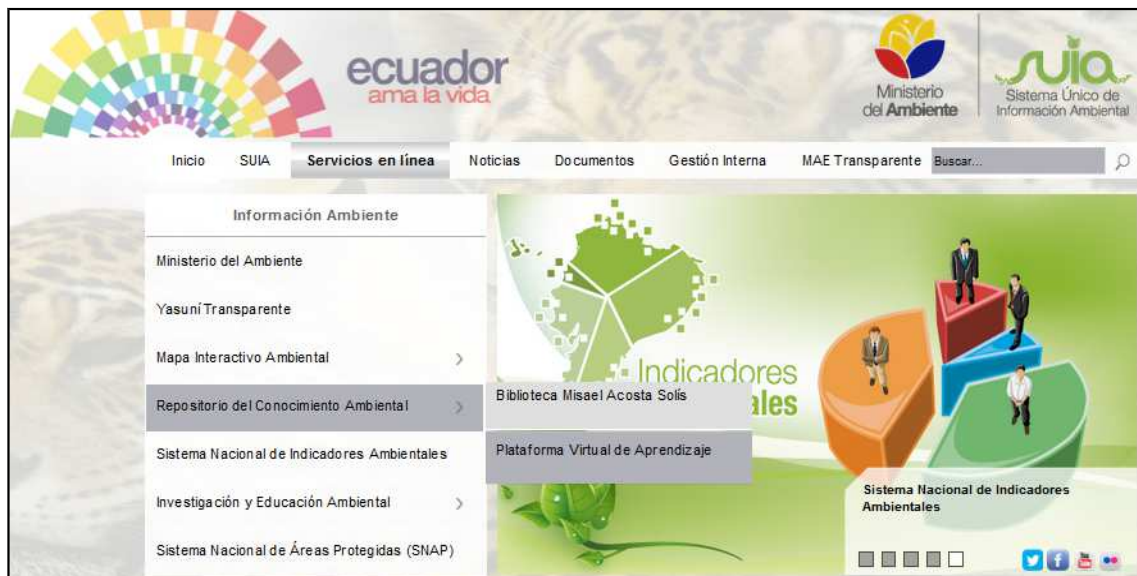 ecuador
ama la vida
Ministerio
del Ambiente
suia
Sistema Único de
Información Ambiental
Inicio SUIA Servicios en línea Noticias Documentos Gestión Interna MAE Transparente Buscar...
Información Ambiente
Ministerio del Ambiente
Yasuní Transparente
Mapa Interactivo Ambiental
Repositorio del Conocimiento Ambiental
Sistema Nacional de Indicadores Ambientales
Investigación y Educación Ambiental
Sistema Nacional de Áreas Protegidas (SNAP)
Biblioteca Misael Acosta Solís
Plataforma Virtual de Aprendizaje
Indicadores
ales
Sistema Nacional de Indicadores
Ambientales